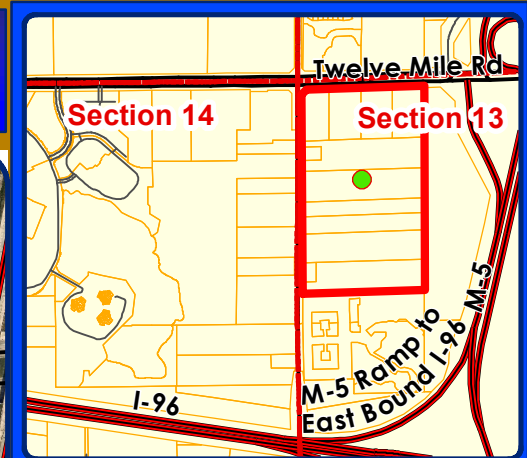 Twelve Mile Rd
Section 14
Section 13
M-5
M-5 Ramp to
East Bound I-96
I-96